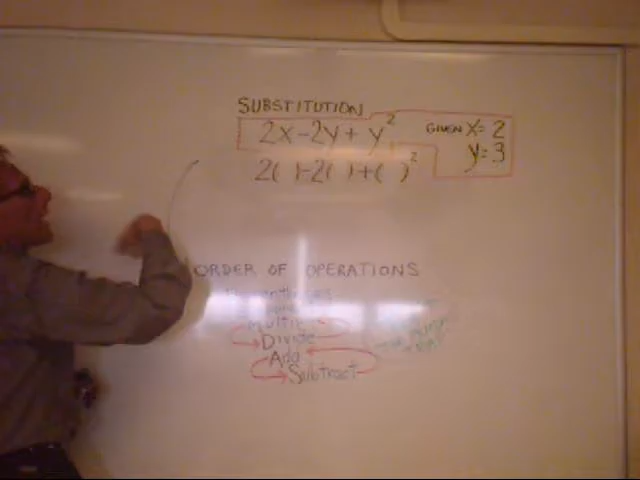 SUBSTITUTION
2x-2y+y² GIVEN x=2
y=3
2( )-2( )+( )²
ORDER OF OPERATIONS
Divide
Add
Subtract